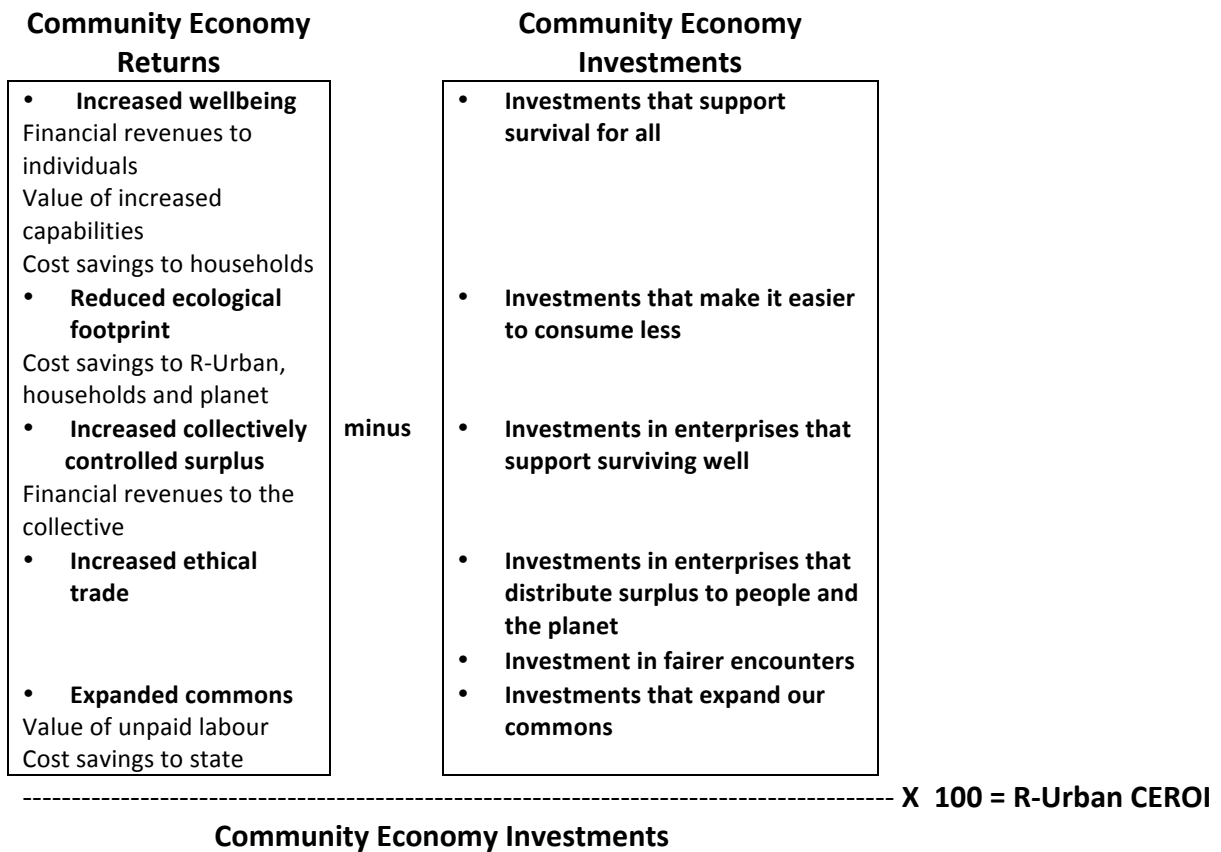 Community Economy
Returns
• Increased wellbeing
Financial revenues to
individuals
Value of increased
capabilities
Cost savings to households
• Reduced ecological
footprint
Cost savings to R-Urban,
households and planet
• Increased collectively
controlled surplus
Financial revenues to the
collective
• Increased ethical
trade
• Expanded commons
Value of unpaid labour
Cost savings to state
minus
Community Economy
Investments
• Investments that support
survival for all
• Investments that make it easier
to consume less
• Investments in enterprises that
support surviving well
• Investments in enterprises that
distribute surplus to people and
the planet
• Investment in fairer encounters
• Investments that expand our
commons
----------------------------------------------------------------------------------------- X 100 = R-Urban CEROI
Community Economy Investments